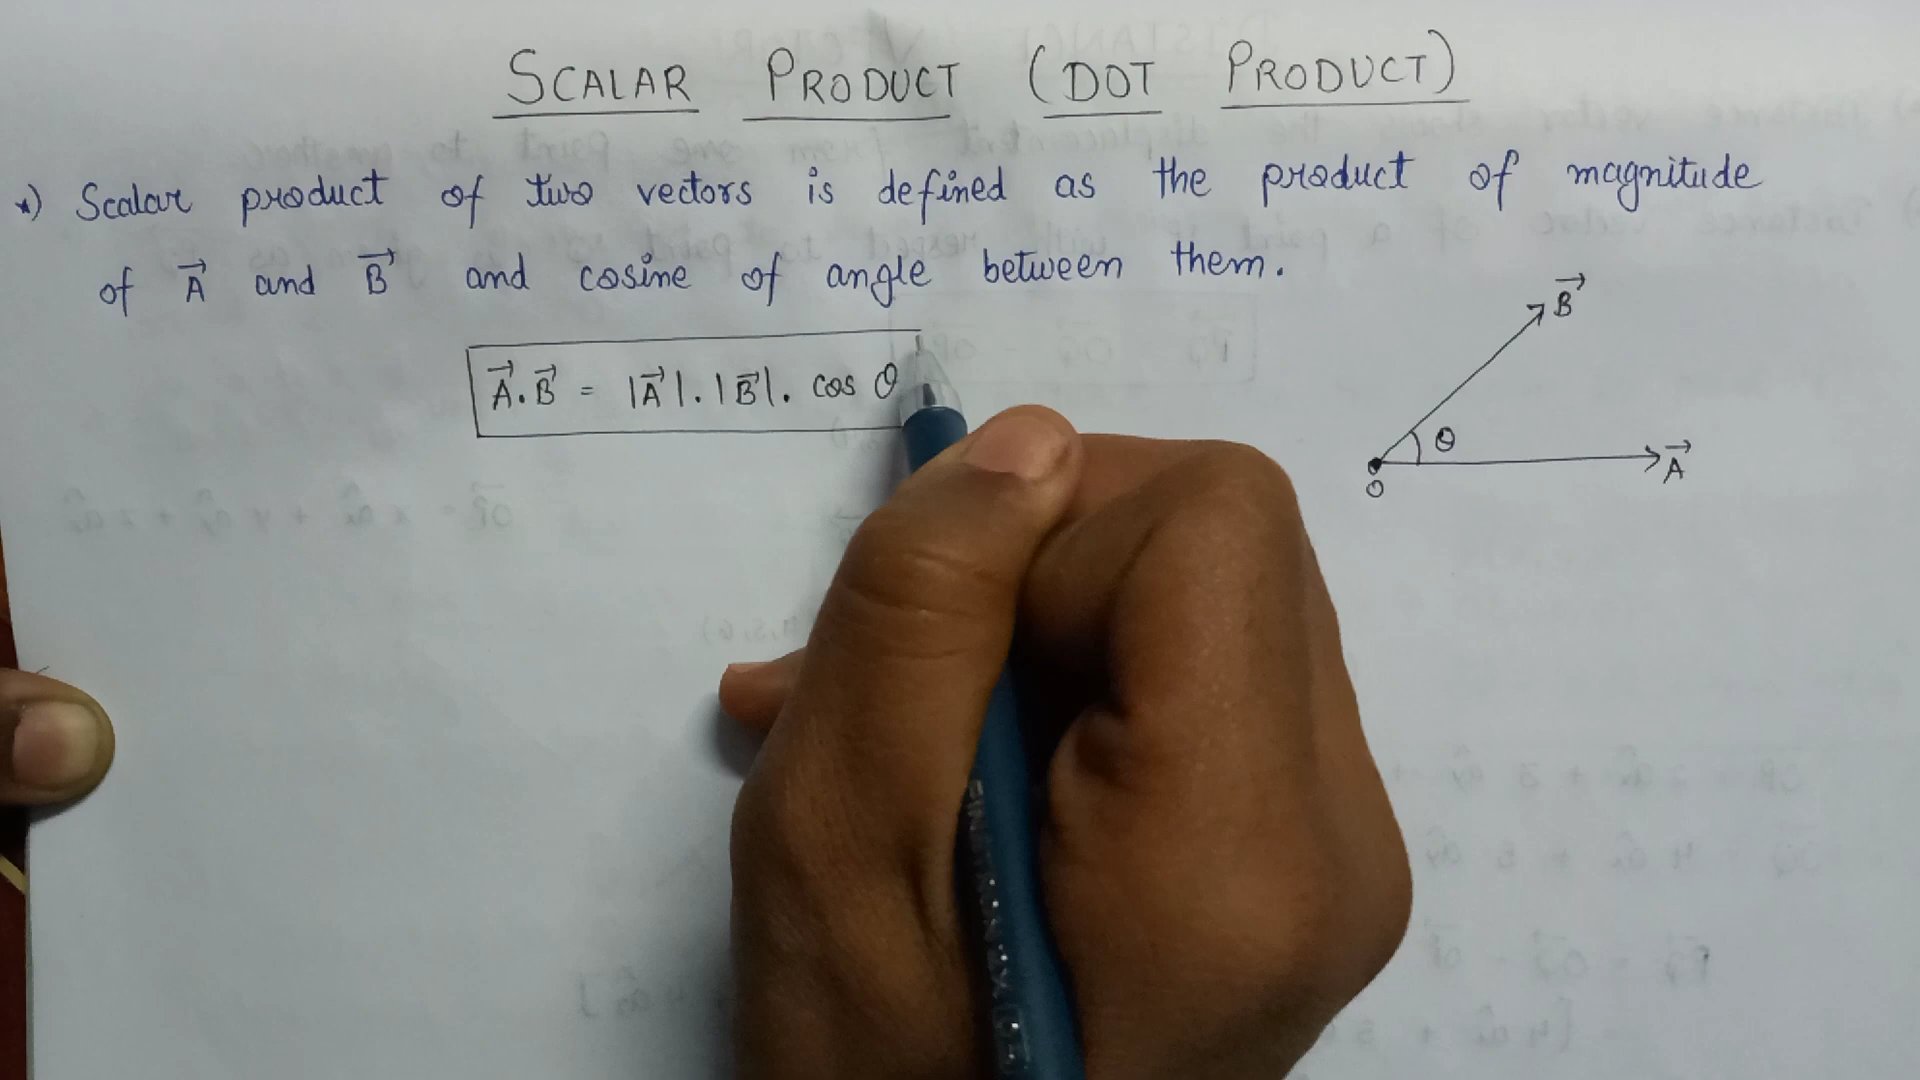 SCALAR PRODUCT (DOT PRODUCT)
*) Scalar product of two vectors is defined as the product of magnitude
of A⃗ and B⃗ and cosine of angle between them.
A⃗.B⃗ = |A⃗|.|B⃗|. cos θ
B⃗
θ
A⃗
O